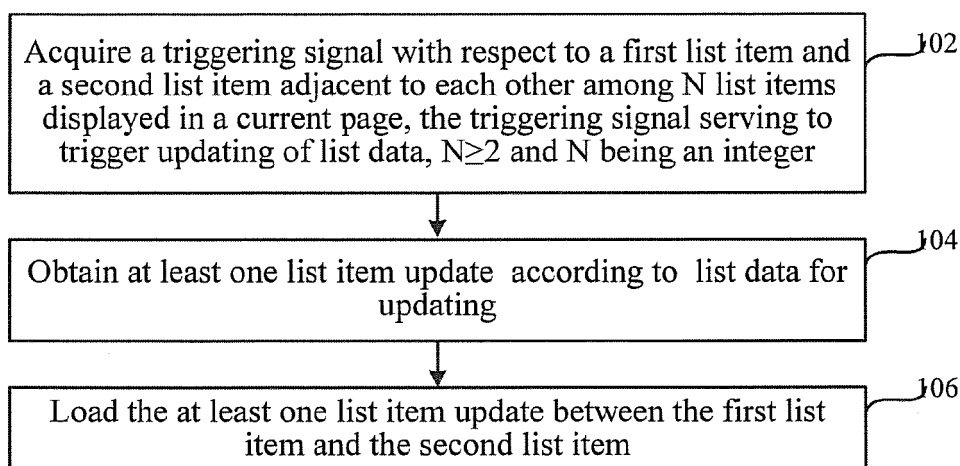 Acquire a triggering signal with respect to a first list item and
a second list item adjacent to each other among N list items
displayed in a current page, the triggering signal serving to
trigger updating of list data, N≥2 and N being an integer
102
Obtain at least one list item update according to list data for
updating
104
Load the at least one list item update between the first list
item and the second list item
106